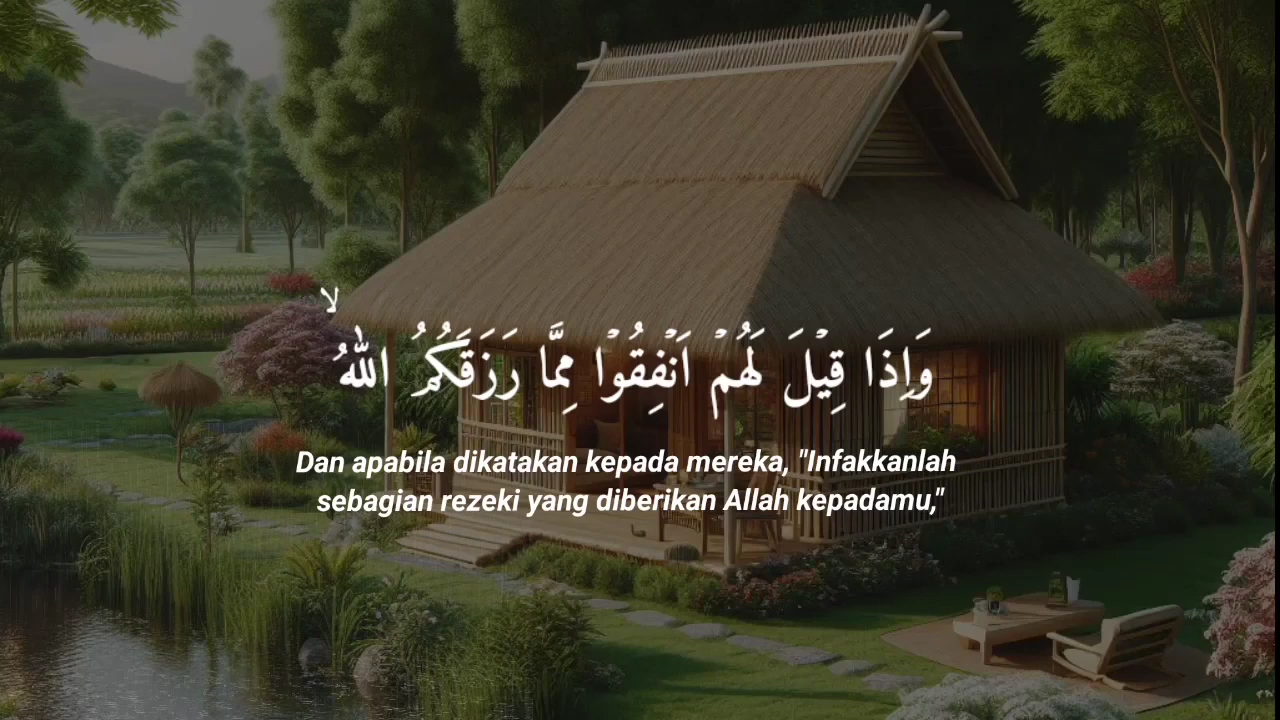 وَاِذَا قِيْلَ لَهُمْ اَنْفِقُوْا مِمَّا رَزَقَكُمُ اللّٰهُ ۙ
Dan apabila dikatakan kepada mereka, "Infakkanlah
sebagian rezeki yang diberikan Allah kepadamu,"